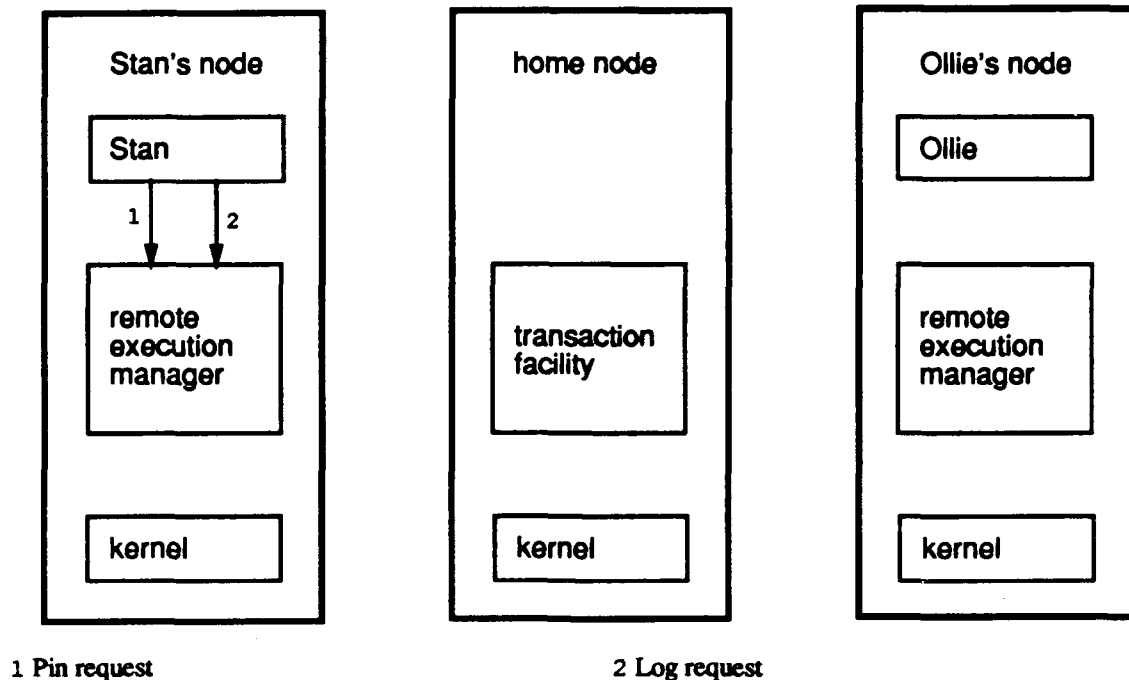 Stan's node
Stan
1
2
remote
execution
manager
kernel
home node
transaction
facility
kernel
Ollie's node
Ollie
remote
execution
manager
kernel
1 Pin request
2 Log request